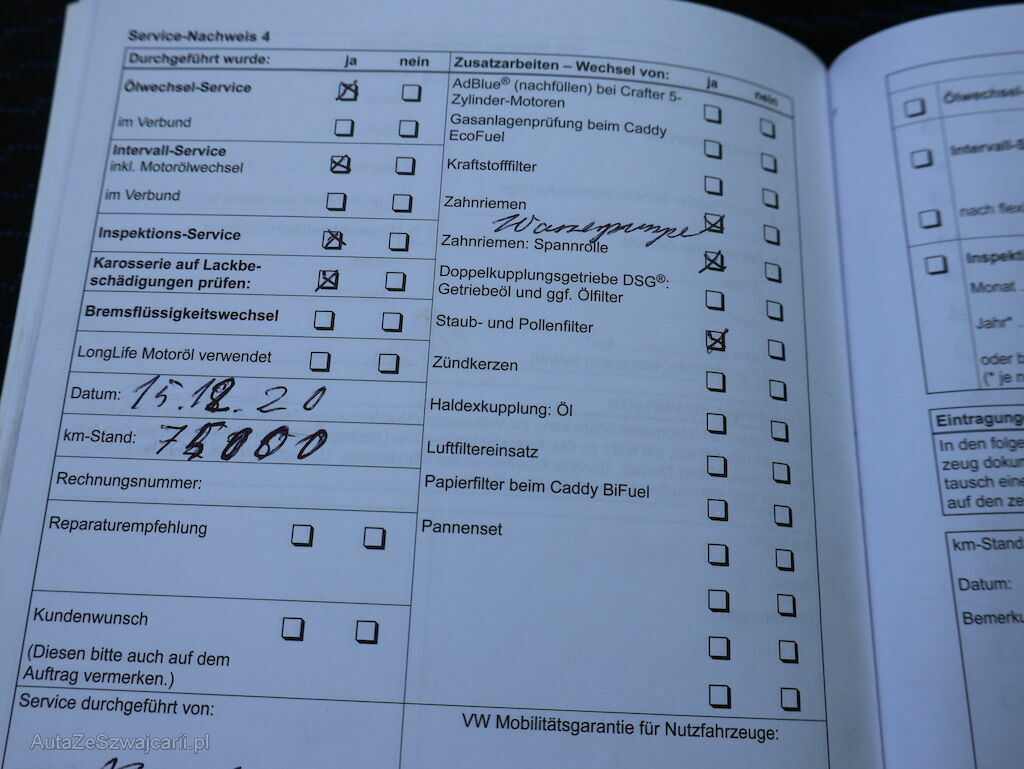 Service-Nachweis 4
Durchgeführt wurde: ja nein
Ölwechsel-Service
im Verbund
Intervall-Service
inkl. Motorölwechsel
im Verbund
Inspektions-Service
Karosserie auf Lackbe-
schädigungen prüfen:
Bremsflüssigkeitswechsel
LongLife Motoröl verwendet
Datum: 15.12.20
km-Stand: 75000
Rechnungsnummer:
Reparaturempfehlung
Kundenwunsch
(Diesen bitte auch auf dem
Auftrag vermerken.)
Service durchgeführt von:
Zusatzarbeiten – Wechsel von: ja nein
AdBlue® (nachfüllen) bei Crafter 5-
Zylinder-Motoren
Gasanlagenprüfung beim Caddy
EcoFuel
Kraftstofffilter
Zahnriemen
Wasserpumpe
Zahnriemen: Spannrolle
Doppelkupplungsgetriebe DSG®:
Getriebeöl und ggf. Ölfilter
Staub- und Pollenfilter
Zündkerzen
Haldexkupplung: Öl
Luftfiltereinsatz
Papierfilter beim Caddy BiFuel
Pannenset
VW Mobilitätsgarantie für Nutzfahrzeuge:
Ölwechsel-
Intervall-S
nach flex
Inspekti
Monat ..
Jahr* ..
oder b
(* je n
Eintragung
In den folge
zeug dokur
tausch eine
auf den ze
km-Stand
Datum:
Bemerku
AutaZeSzwajcarii.pl